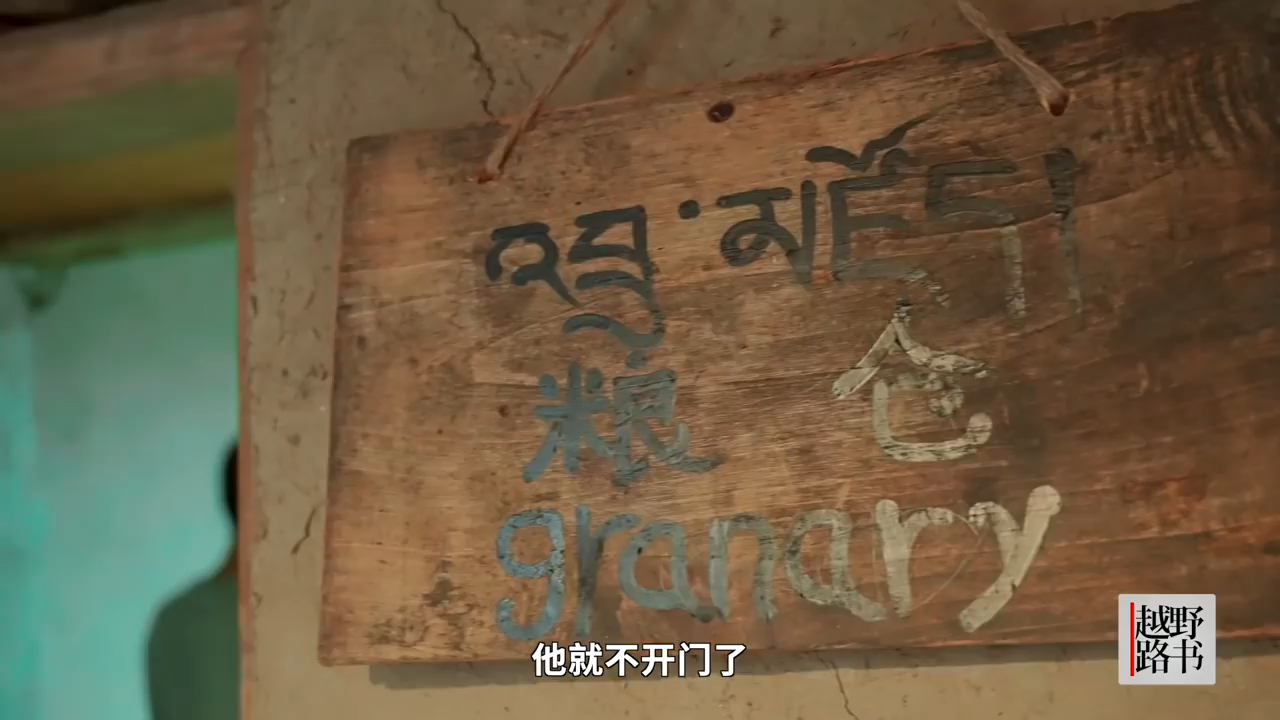 འབྲུ་མཛོད།
粮仓
granary
他就不开门了
越野
路书